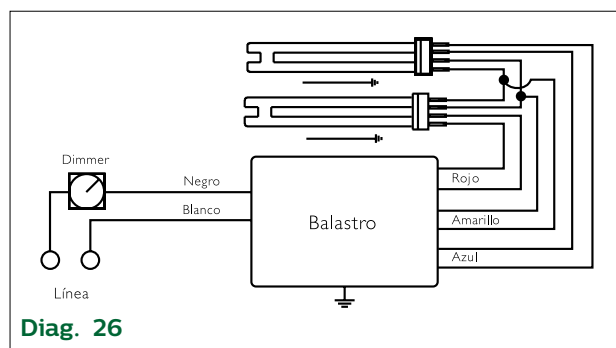 Dimmer
Negro
Blanco
Línea
Balastro
Rojo
Amarillo
Azul
Diag. 26